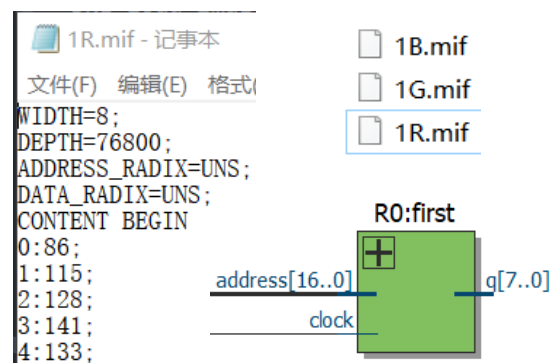 1R.mif - 记事本
文件(F) 编辑(E) 格式(
WIDTH=8;
DEPTH=76800;
ADDRESS_RADIX=UNS;
DATA_RADIX=UNS;
CONTENT BEGIN
0:86;
1:115;
2:128;
3:141;
4:133;
1B.mif
1G.mif
1R.mif
R0:first
address[16..0]
q[7..0]
clock